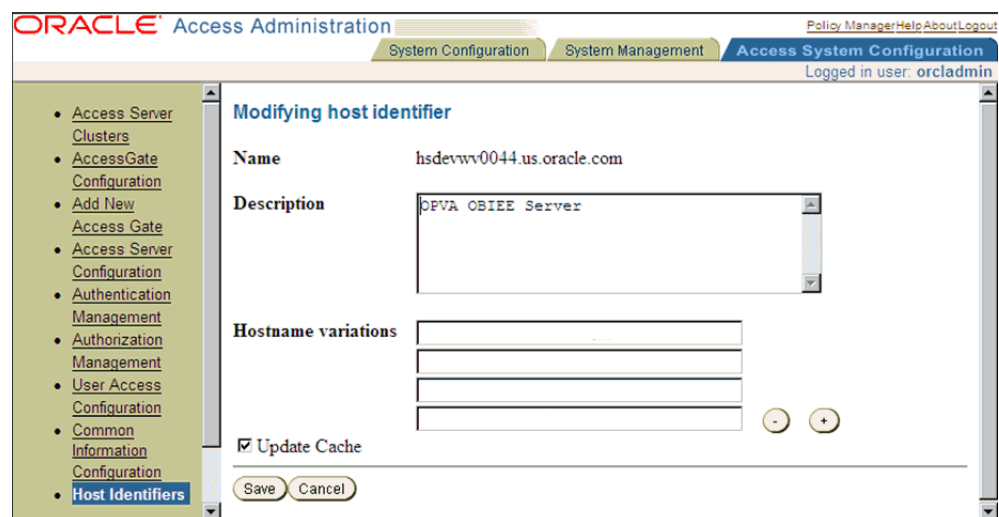 ORACLE Access Administration
Policy Manager Help About Logout
System Configuration
System Management
Access System Configuration
Logged in user: orcladmin
• Access Server
Clusters
• AccessGate
Configuration
• Add New
Access Gate
• Access Server
Configuration
• Authentication
Management
• Authorization
Management
• User Access
Configuration
• Common
Information
Configuration
• Host Identifiers
Modifying host identifier
Name hsdevwv0044.us.oracle.com
Description OPVA OBIEE Server
Hostname variations
- +
Update Cache
Save Cancel